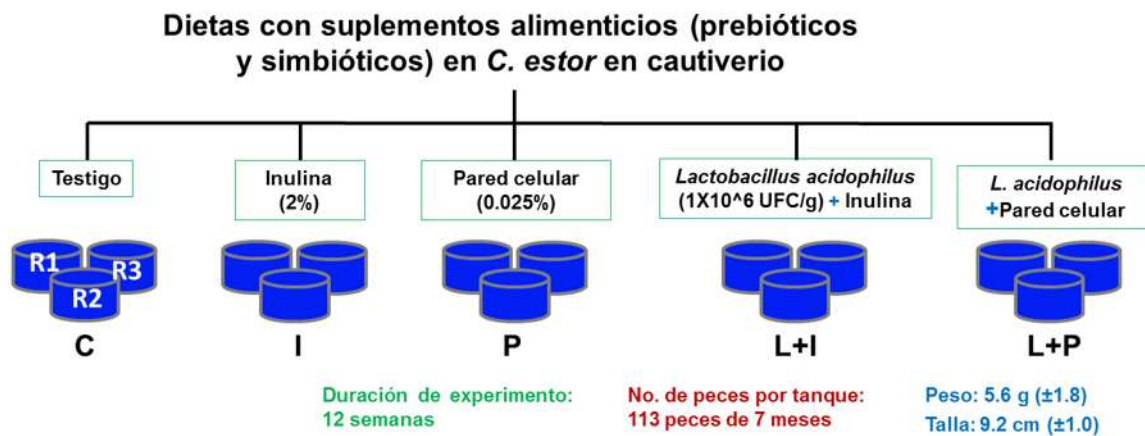 Dietas con suplementos alimenticios (prebióticos
y simbióticos) en C. estor en cautiverio
Testigo
Inulina
(2%)
Pared celular
(0.025%)
Lactobacillus acidophilus
(1X10^6 UFC/g) + Inulina
L. acidophilus
+Pared celular
R1
R3
R2
C
I
P
L+I
L+P
Duración de experimento:
12 semanas
No. de peces por tanque:
113 peces de 7 meses
Peso: 5.6 g (±1.8)
Talla: 9.2 cm (±1.0)